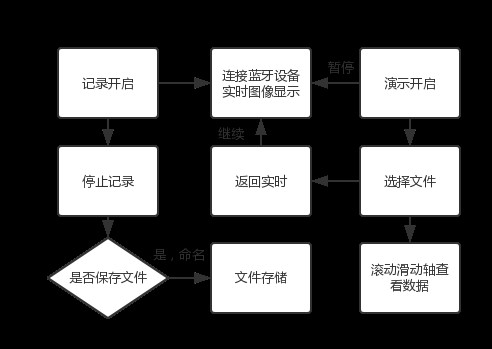 记录开启
连接蓝牙设备
实时图像显示
暂停
演示开启
继续
停止记录
返回实时
选择文件
是否保存文件
是，命名
文件存储
滚动滑动轴查
看数据